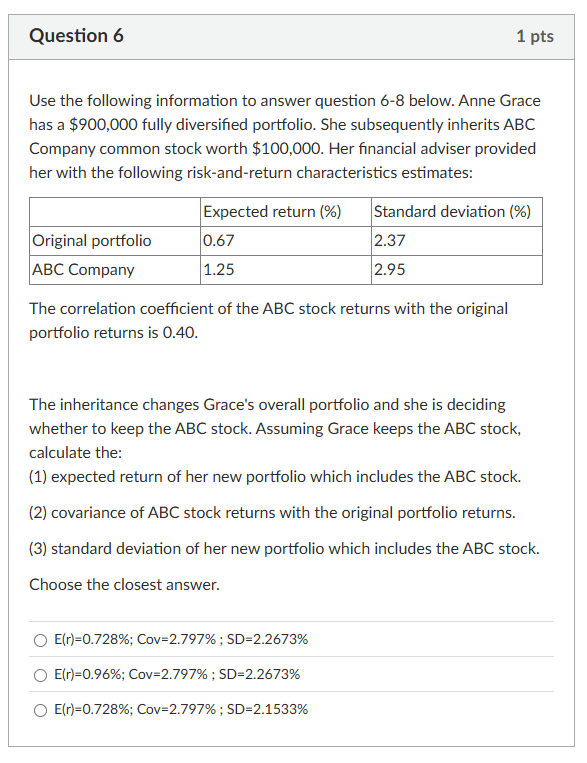 Question 6
1 pts
Use the following information to answer question 6-8 below. Anne Grace
has a $900,000 fully diversified portfolio. She subsequently inherits ABC
Company common stock worth $100,000. Her financial adviser provided
her with the following risk-and-return characteristics estimates:
Expected return (%) Standard deviation (%)
Original portfolio 0.67 2.37
ABC Company 1.25 2.95
The correlation coefficient of the ABC stock returns with the original
portfolio returns is 0.40.
The inheritance changes Grace's overall portfolio and she is deciding
whether to keep the ABC stock. Assuming Grace keeps the ABC stock,
calculate the:
(1) expected return of her new portfolio which includes the ABC stock.
(2) covariance of ABC stock returns with the original portfolio returns.
(3) standard deviation of her new portfolio which includes the ABC stock.
Choose the closest answer.
E(r)=0.728%; Cov=2.797% ; SD=2.2673%
E(r)=0.96%; Cov=2.797% ; SD=2.2673%
E(r)=0.728%; Cov=2.797% ; SD=2.1533%